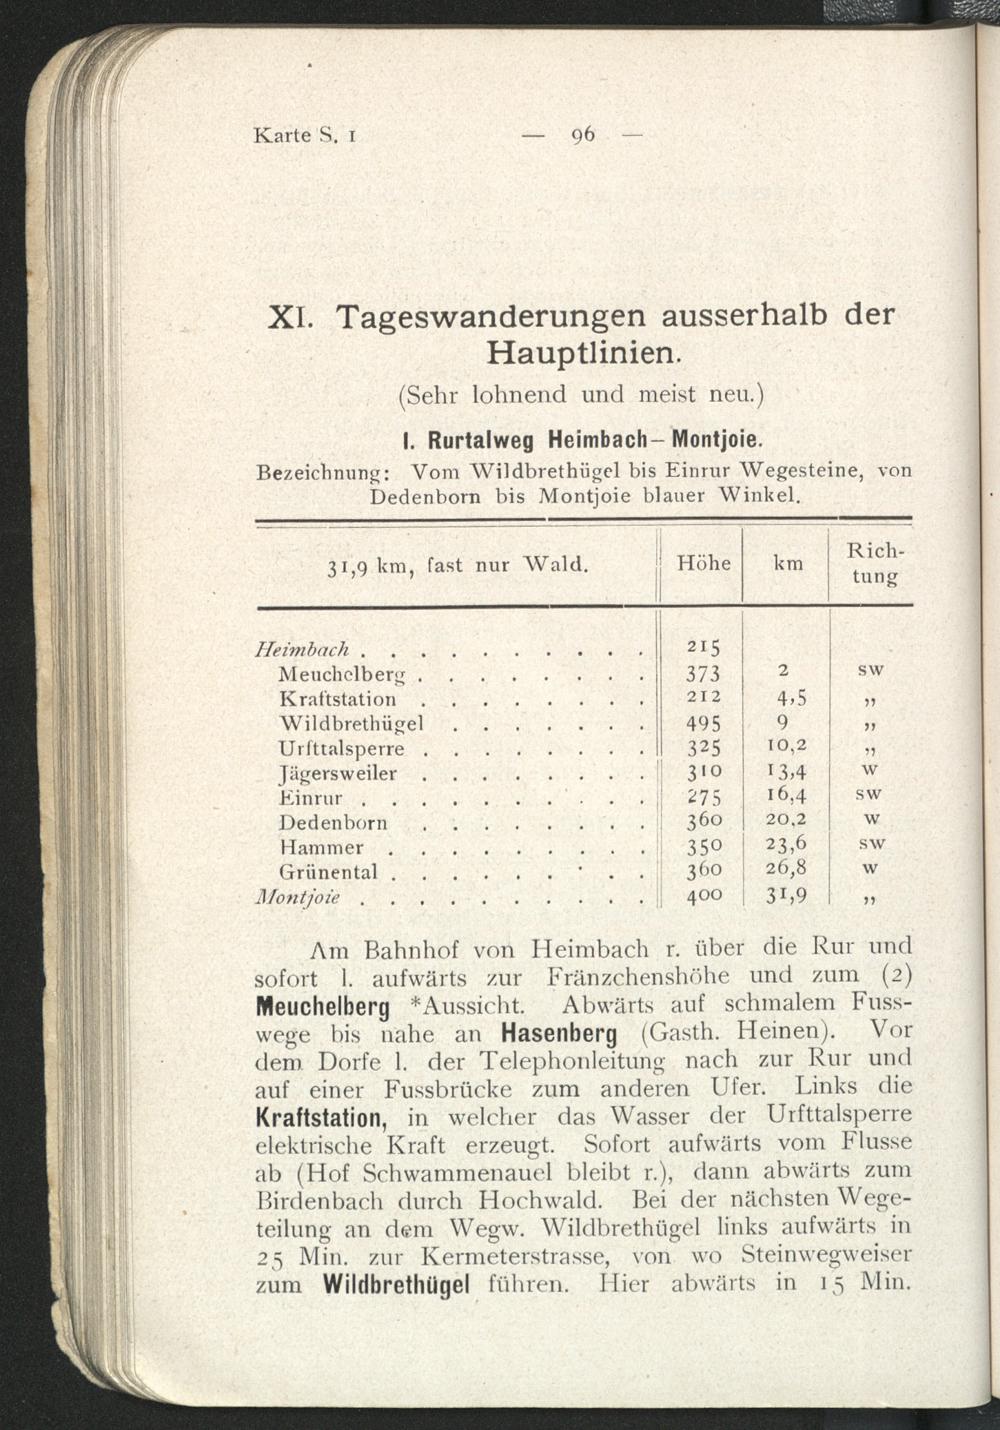 Karte S. 1 — 96 —
XI. Tageswanderungen ausserhalb der
Hauptlinien.
(Sehr lohnend und meist neu.)
I. Rurtalweg Heimbach—Montjoie.
Bezeichnung: Vom Wildbrethügel bis Einrur Wegesteine, von
Dedenborn bis Montjoie blauer Winkel.
31,9 km, fast nur Wald. Höhe km Rich-
tung
Heimbach . . . . . . . . . . 215
Meuchelberg . . . . . . . . 373 2 SW
Kraftstation . . . . . . . . 212 4,5 „
Wildbrethügel . . . . . . . 495 9 „
Urfttalsperre . . . . . . . . 325 10,2 „
Jägersweiler . . . . . . . . 310 13,4 W
Einrur . . . . . . . . . . 275 16,4 SW
Dedenborn . . . . . . . . 360 20,2 W
Hammer . . . . . . . . . 350 23,6 SW
Grünental . . . . . . . . . 360 26,8 W
Montjoie . . . . . . . . . . 400 31,9 „
Am Bahnhof von Heimbach r. über die Rur und
sofort l. aufwärts zur Fränzchenshöhe und zum (2)
Meuchelberg *Aussicht. Abwärts auf schmalem Fuss-
wege bis nahe an Hasenberg (Gasth. Heinen). Vor
dem Dorfe l. der Telephonleitung nach zur Rur und
auf einer Fussbrücke zum anderen Ufer. Links die
Kraftstation, in welcher das Wasser der Urfttalsperre
elektrische Kraft erzeugt. Sofort aufwärts vom Flusse
ab (Hof Schwammenauel bleibt r.), dann abwärts zum
Birdenbach durch Hochwald. Bei der nächsten Wege-
teilung an dem Wegw. Wildbrethügel links aufwärts in
25 Min. zur Kermeterstrasse, von wo Steinwegweiser
zum Wildbrethügel führen. Hier abwärts in 15 Min.